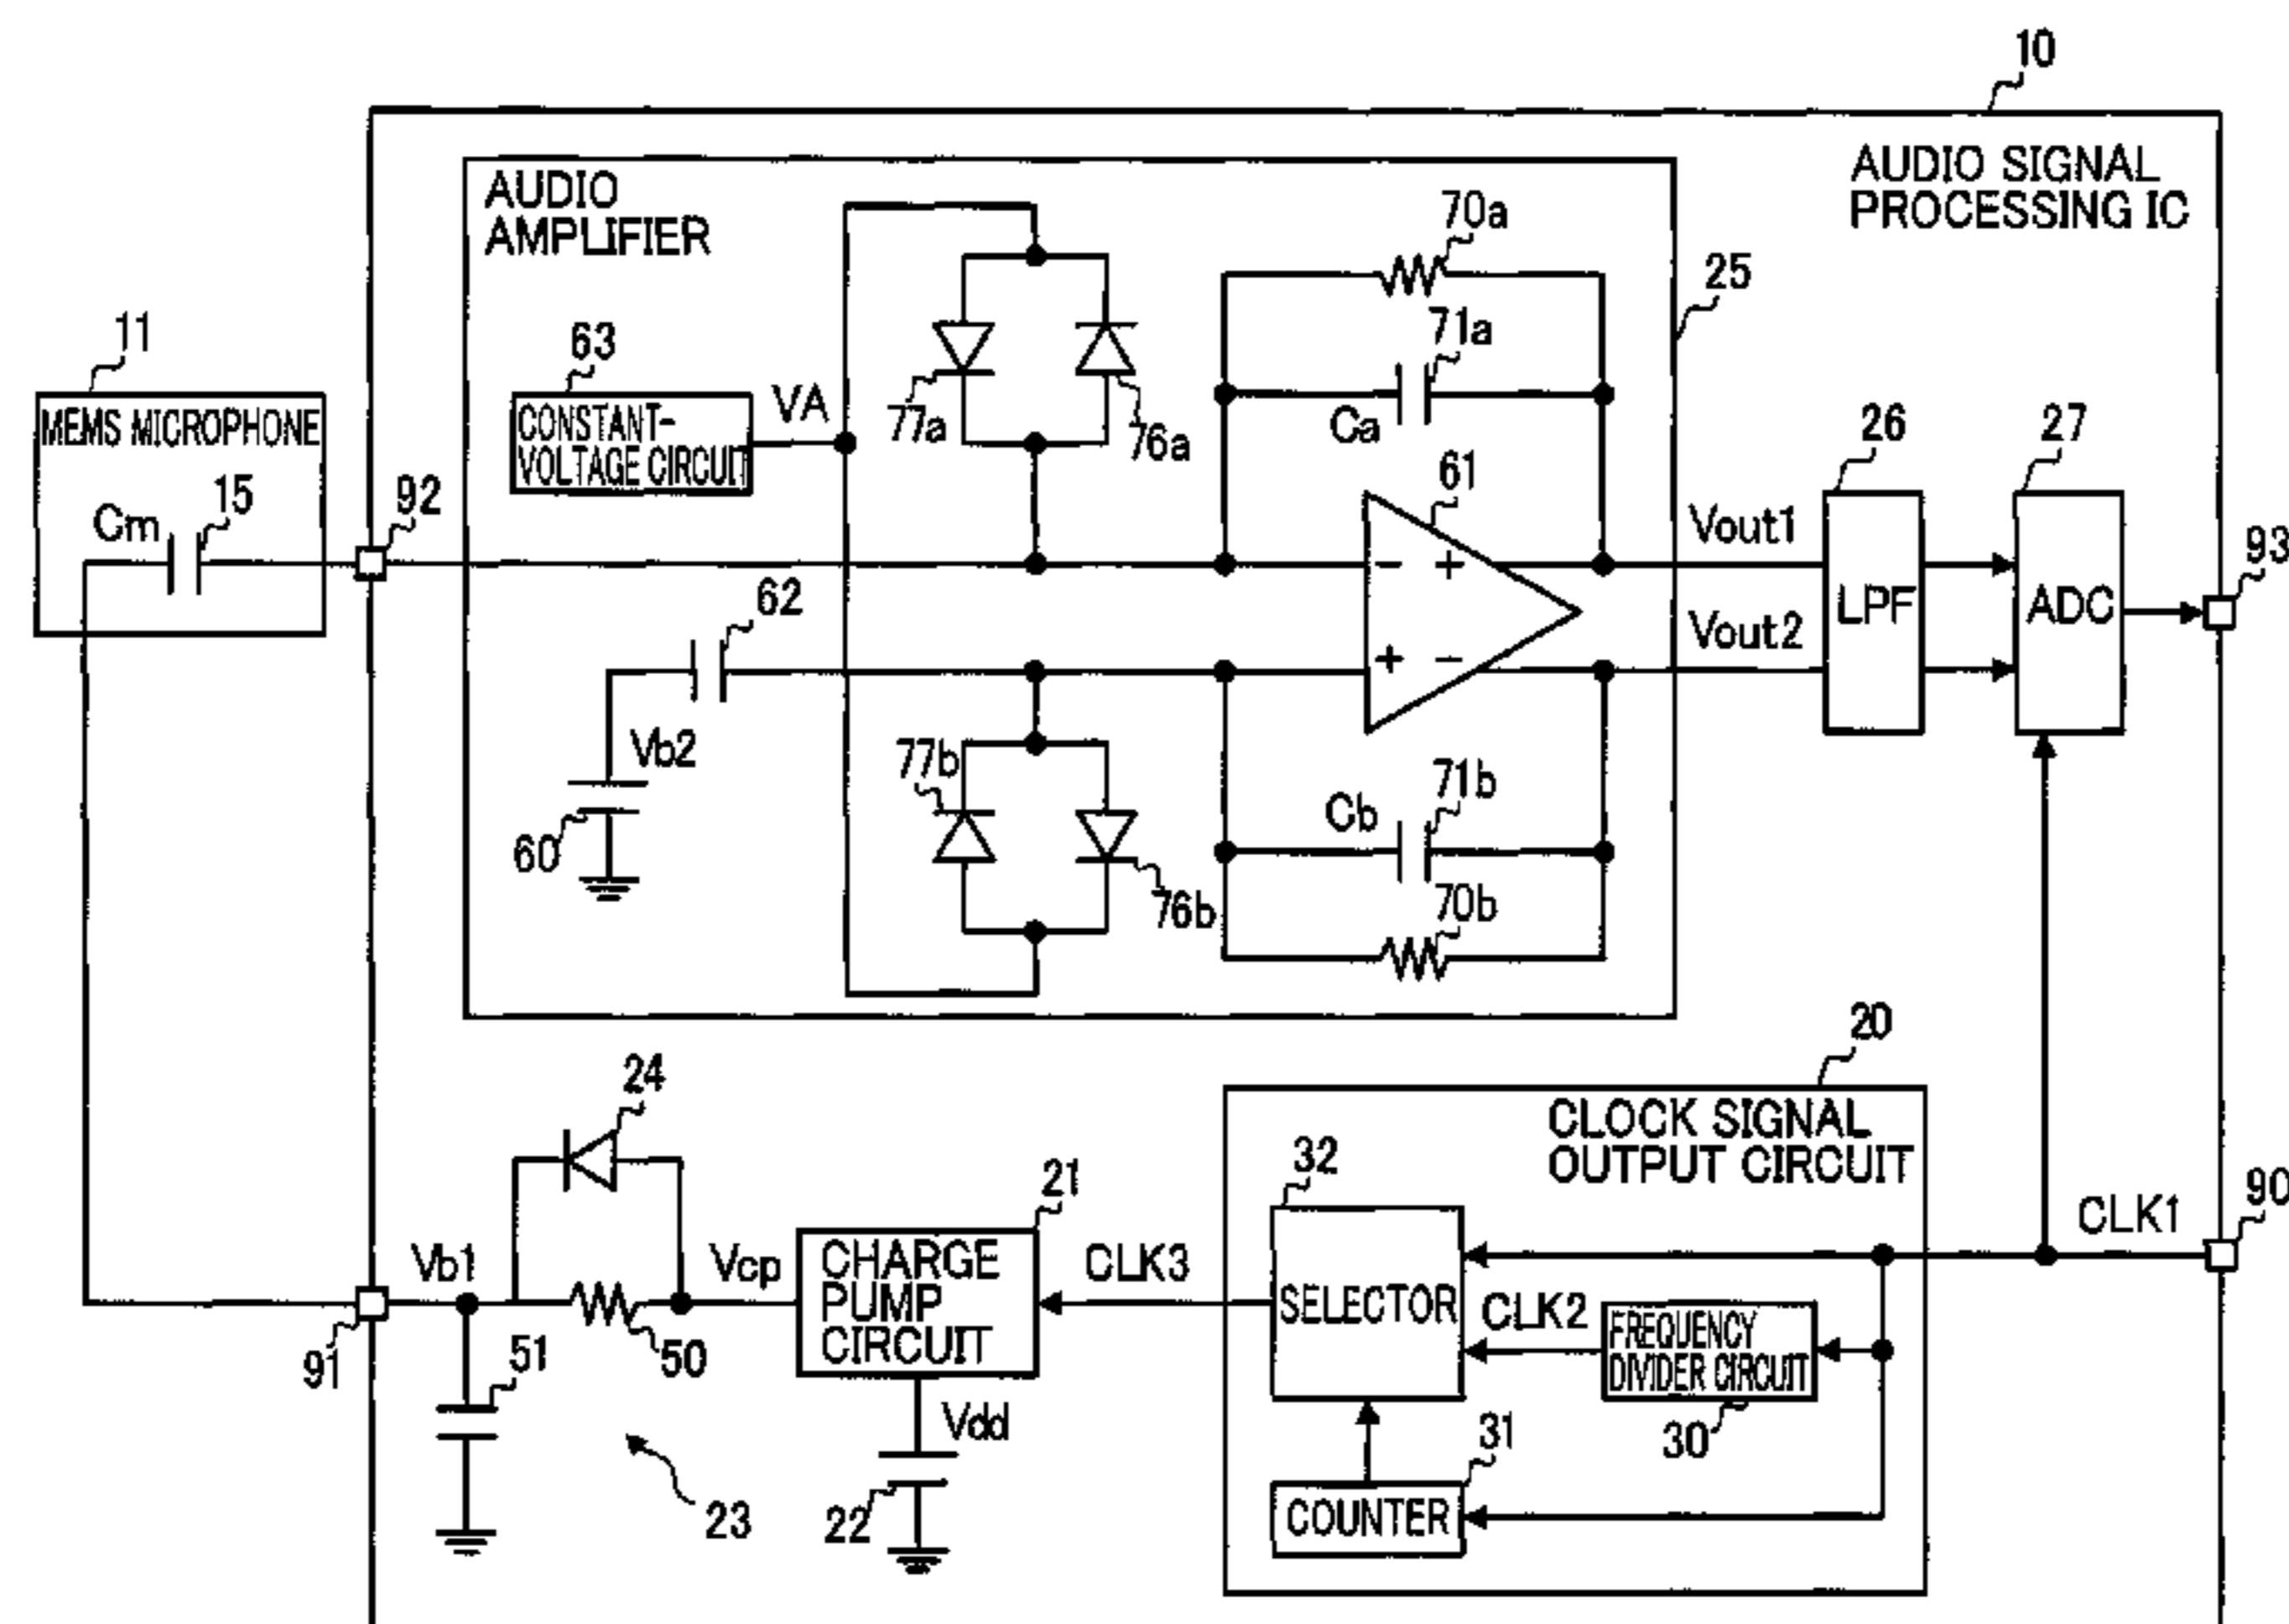 10
AUDIO SIGNAL
PROCESSING IC
AUDIO
AMPLIFIER
70a
25
11
63
71a
MEMS MICROPHONE
CONSTANT-
VOLTAGE CIRCUIT
VA
77a
76a
Ca
26
27
Cm
15
92
61
Vout1
93
62
- +
LPF
ADC
Vout2
+ -
Vb2
77b
71b
Cb
60
76b
70b
20
24
CLOCK SIGNAL
OUTPUT CIRCUIT
32
21
90
CLK1
Vb1
Vcp
CHARGE
PUMP
CIRCUIT
CLK3
SELECTOR
CLK2
FREQUENCY
DIVIDER CIRCUIT
91
51
50
Vdd
31
30
23
22
COUNTER